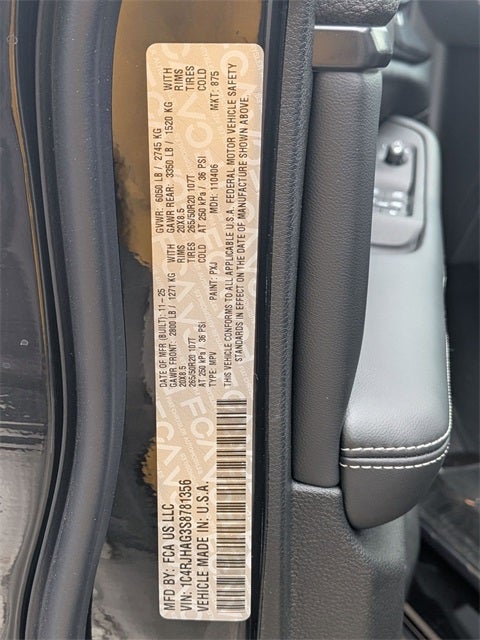 MFD BY: FCA US LLC
DATE OF MFR (BUILT): 11-25
GVWR: 6050 LB / 2745 KG
GAWR FRONT: 2800 LB / 1271 KG WITH
20X8.5 RIMS
265/50R20 107T TIRES
AT 250 kPa / 36 PSI COLD
GAWR REAR: 3350 LB / 1520 KG WITH
20X8.5 RIMS
265/50R20 107T TIRES
AT 250 kPa / 36 PSI COLD
VIN: 1C4RJHAG3S8781356
TYPE: MPV PAINT: PXJ MDH: 110406 MKT: 875
VEHICLE MADE IN: U.S.A.
THIS VEHICLE CONFORMS TO ALL APPLICABLE U.S.A. FEDERAL MOTOR VEHICLE SAFETY
STANDARDS IN EFFECT ON THE DATE OF MANUFACTURE SHOWN ABOVE.